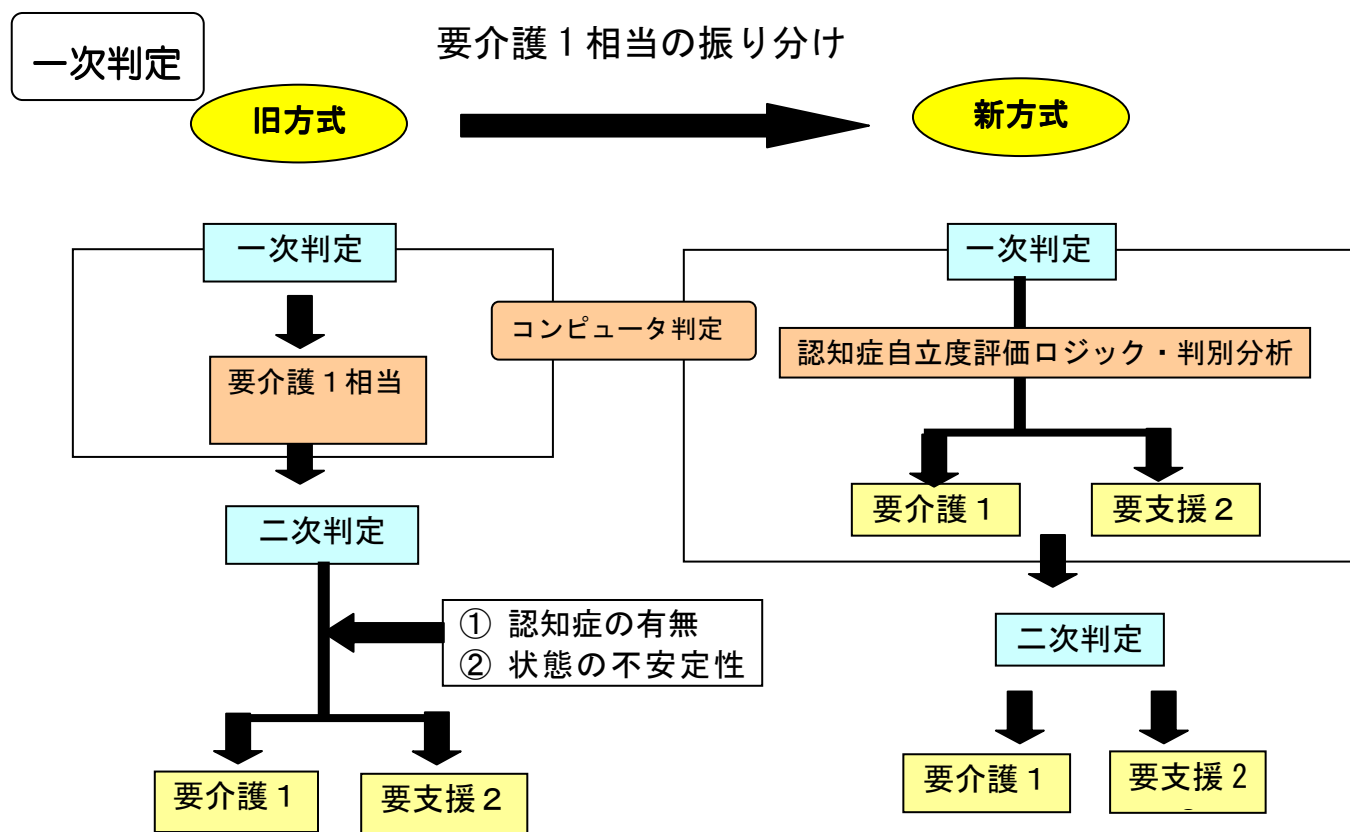 一次判定
要介護１相当の振り分け
旧方式
新方式
一次判定
要介護１相当
コンピュータ判定
二次判定
① 認知症の有無
② 状態の不安定性
要介護１
要支援２
一次判定
認知症自立度評価ロジック・判別分析
要介護１
要支援２
二次判定
要介護１
要支援２